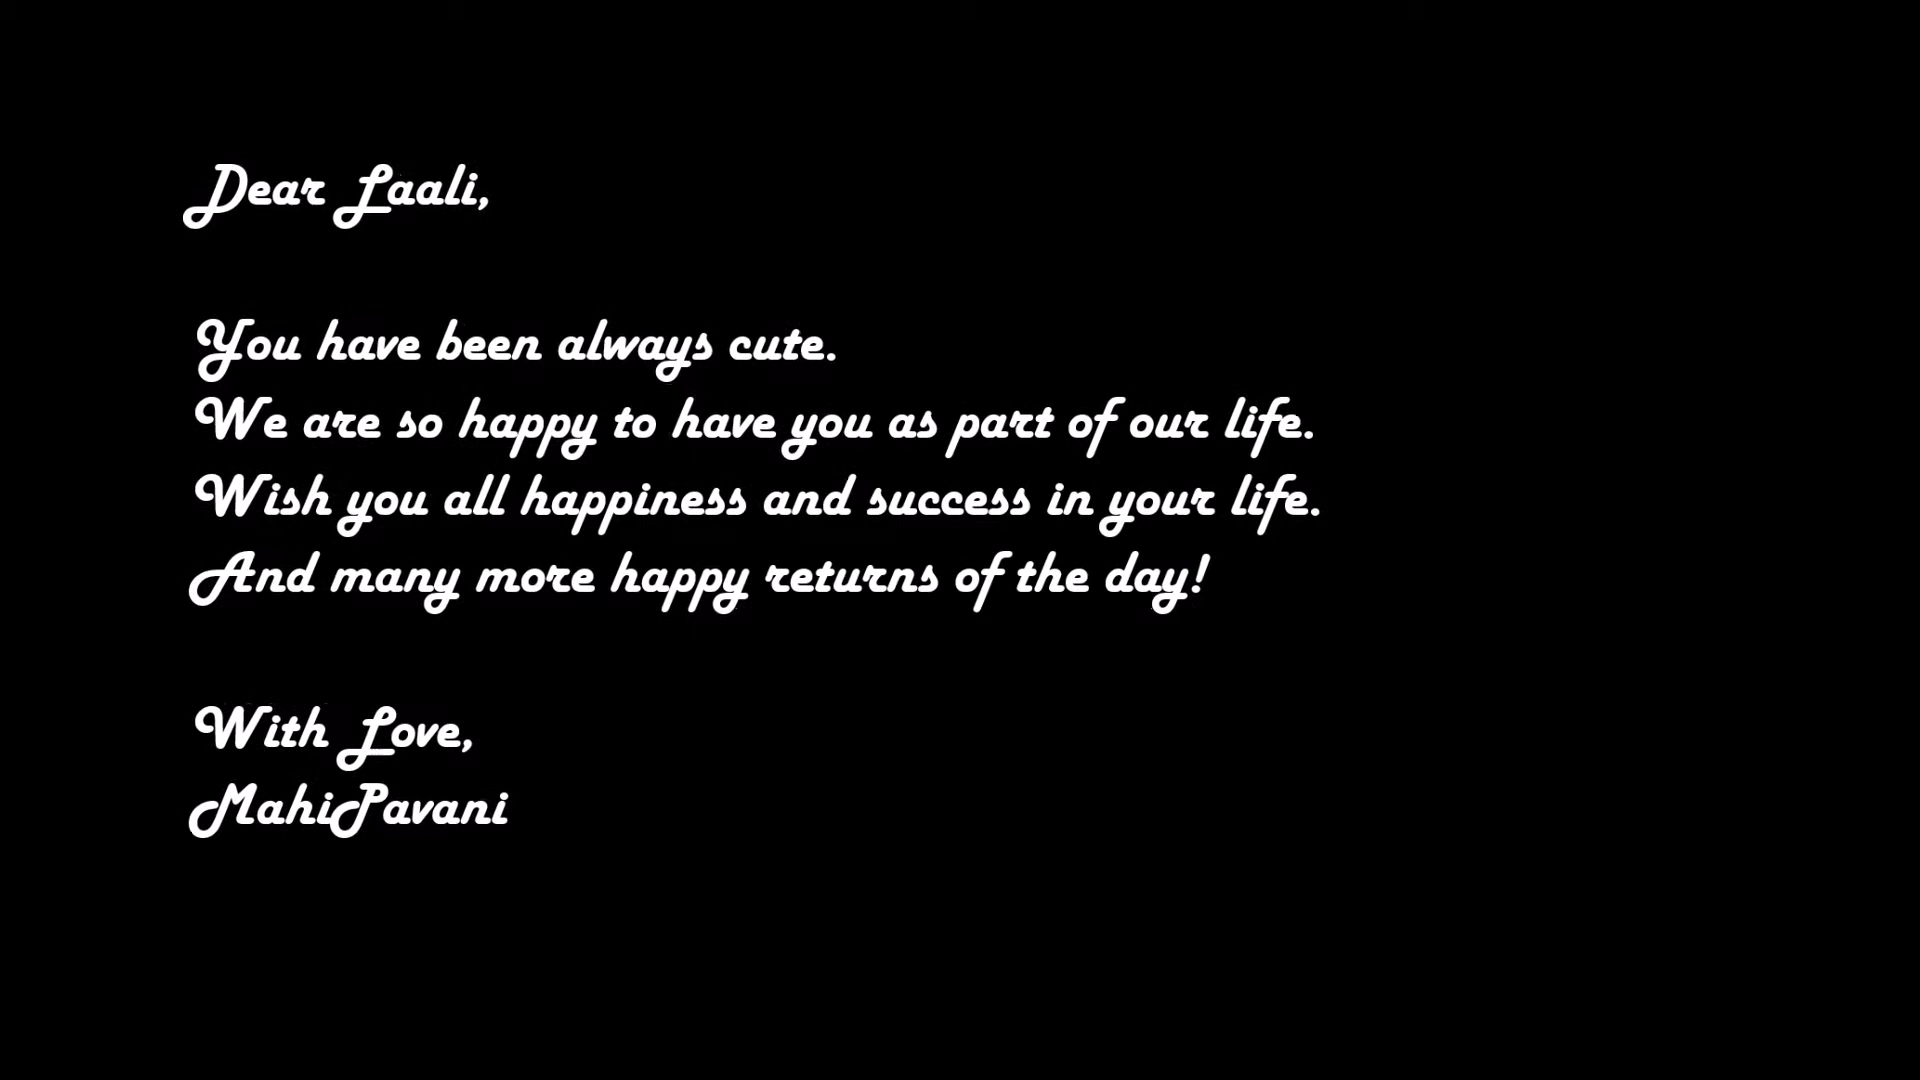 Dear Laali,
You have been always cute.
We are so happy to have you as part of our life.
Wish you all happiness and success in your life.
And many more happy returns of the day!
With Love,
MahiPavani